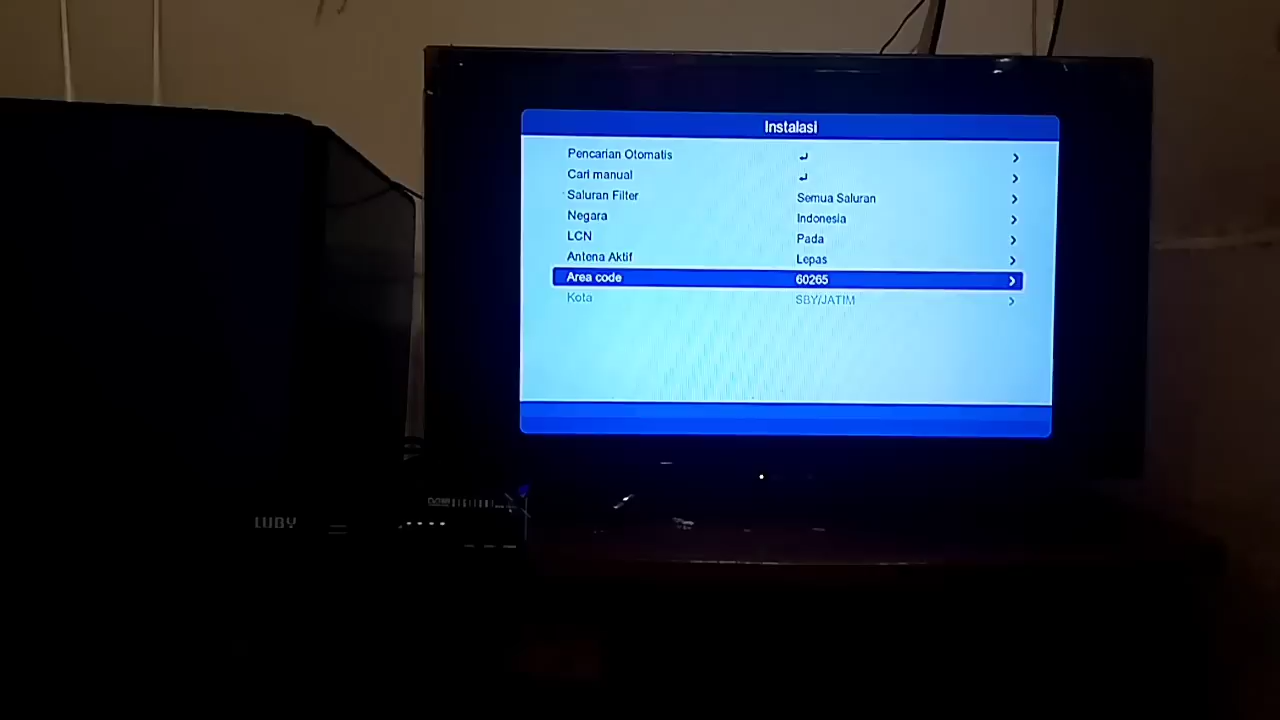 Instalasi
Pencarian Otomatis
Cari manual
Saluran Filter Semua Saluran
Negara Indonesia
LCN Pada
Antena Aktif Lepas
Area code 60265
Kota SBY/JATIM
LUBY